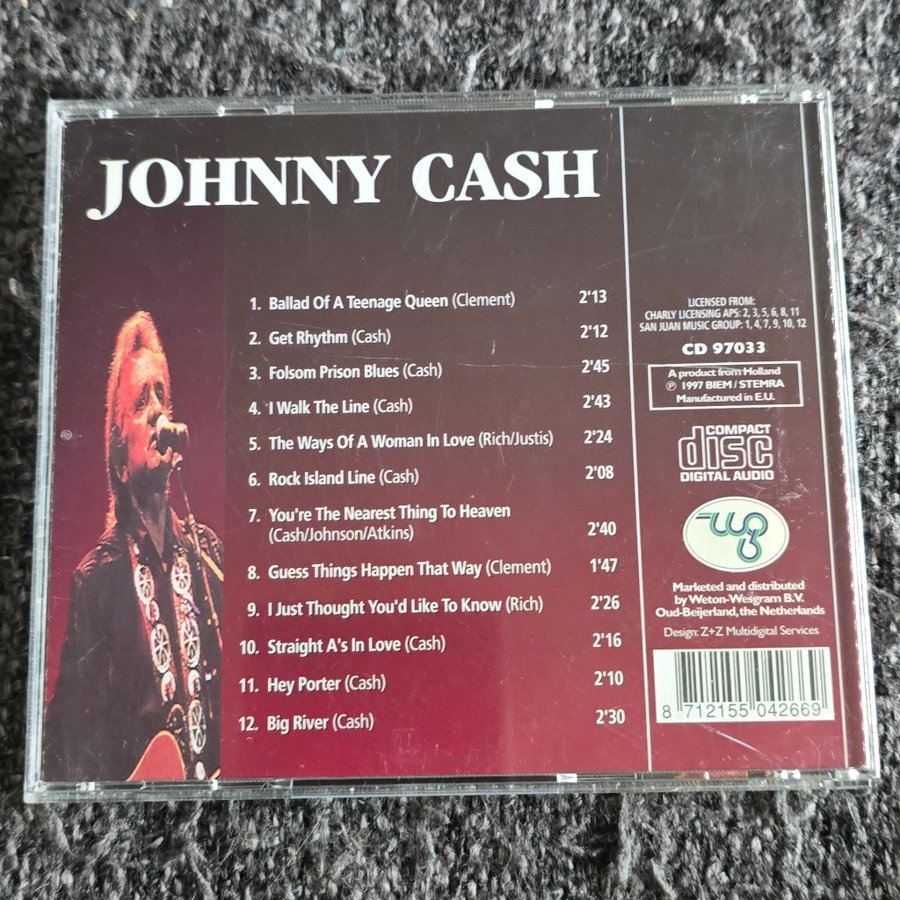 JOHNNY CASH
1. Ballad Of A Teenage Queen (Clement) 2'13
2. Get Rhythm (Cash) 2'12
3. Folsom Prison Blues (Cash) 2'45
4. I Walk The Line (Cash) 2'43
5. The Ways Of A Woman In Love (Rich/Justis) 2'24
6. Rock Island Line (Cash) 2'08
7. You're The Nearest Thing To Heaven
(Cash/Johnson/Atkins) 2'40
8. Guess Things Happen That Way (Clement) 1'47
9. I Just Thought You'd Like To Know (Rich) 2'26
10. Straight A's In Love (Cash) 2'16
11. Hey Porter (Cash) 2'10
12. Big River (Cash) 2'30
LICENSED FROM:
CHARLY LICENSING APS: 2, 3, 5, 6, 8, 11
SAN JUAN MUSIC GROUP: 1, 4, 7, 9, 10, 12
CD 97033
A product from Holland
℗ 1997 BIEM / STEMRA
Manufactured in E.U.
COMPACT
disc
DIGITAL AUDIO
wg
Marketed and distributed
by Weton-Wesgram B.V.
Oud-Beijerland, the Netherlands
Design: Z+Z Multidigital Services
8 712155 042669